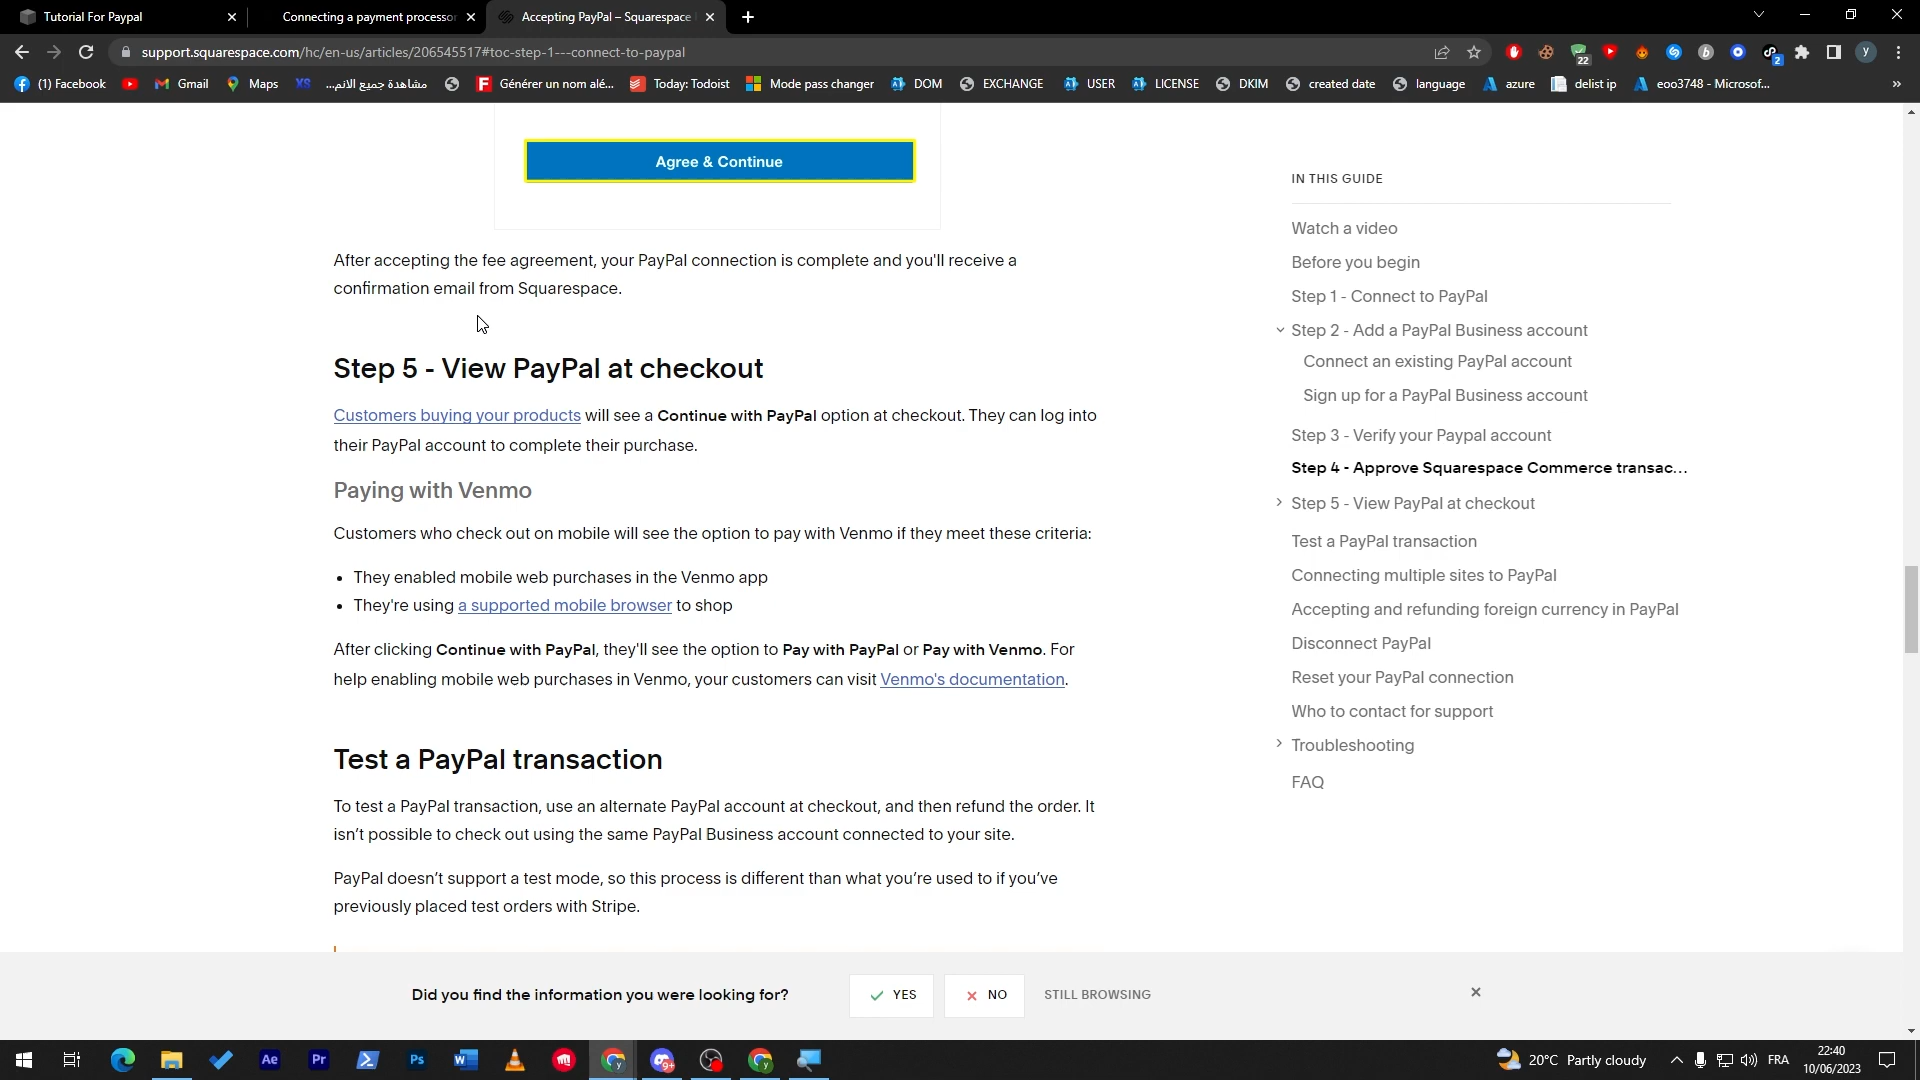 Tutorial For Paypal
Connecting a payment processor
Accepting PayPal – Squarespace
support.squarespace.com/hc/en-us/articles/206545517#toc-step-1---connect-to-paypal
22
2
y
(1) Facebook
Gmail
Maps
XS
مشاهدة جميع الانم...
Générer un nom alé...
Today: Todoist
Mode pass changer
DOM
EXCHANGE
USER
LICENSE
DKIM
created date
language
azure
delist ip
eoo3748 - Microsof...
»
Agree & Continue
After accepting the fee agreement, your PayPal connection is complete and you'll receive a
confirmation email from Squarespace.
Step 5 - View PayPal at checkout
Customers buying your products will see a Continue with PayPal option at checkout. They can log into
their PayPal account to complete their purchase.
Paying with Venmo
Customers who check out on mobile will see the option to pay with Venmo if they meet these criteria:
• They enabled mobile web purchases in the Venmo app
• They're using a supported mobile browser to shop
After clicking Continue with PayPal, they'll see the option to Pay with PayPal or Pay with Venmo. For
help enabling mobile web purchases in Venmo, your customers can visit Venmo's documentation.
Test a PayPal transaction
To test a PayPal transaction, use an alternate PayPal account at checkout, and then refund the order. It
isn't possible to check out using the same PayPal Business account connected to your site.
PayPal doesn't support a test mode, so this process is different than what you're used to if you've
previously placed test orders with Stripe.
IN THIS GUIDE
Watch a video
Before you begin
Step 1 - Connect to PayPal
Step 2 - Add a PayPal Business account
Connect an existing PayPal account
Sign up for a PayPal Business account
Step 3 - Verify your Paypal account
Step 4 - Approve Squarespace Commerce transac...
Step 5 - View PayPal at checkout
Test a PayPal transaction
Connecting multiple sites to PayPal
Accepting and refunding foreign currency in PayPal
Disconnect PayPal
Reset your PayPal connection
Who to contact for support
Troubleshooting
FAQ
Did you find the information you were looking for?
YES
NO
STILL BROWSING
Ae
Pr
Ps
W
9+
20°C Partly cloudy
FRA
22:40
10/06/2023